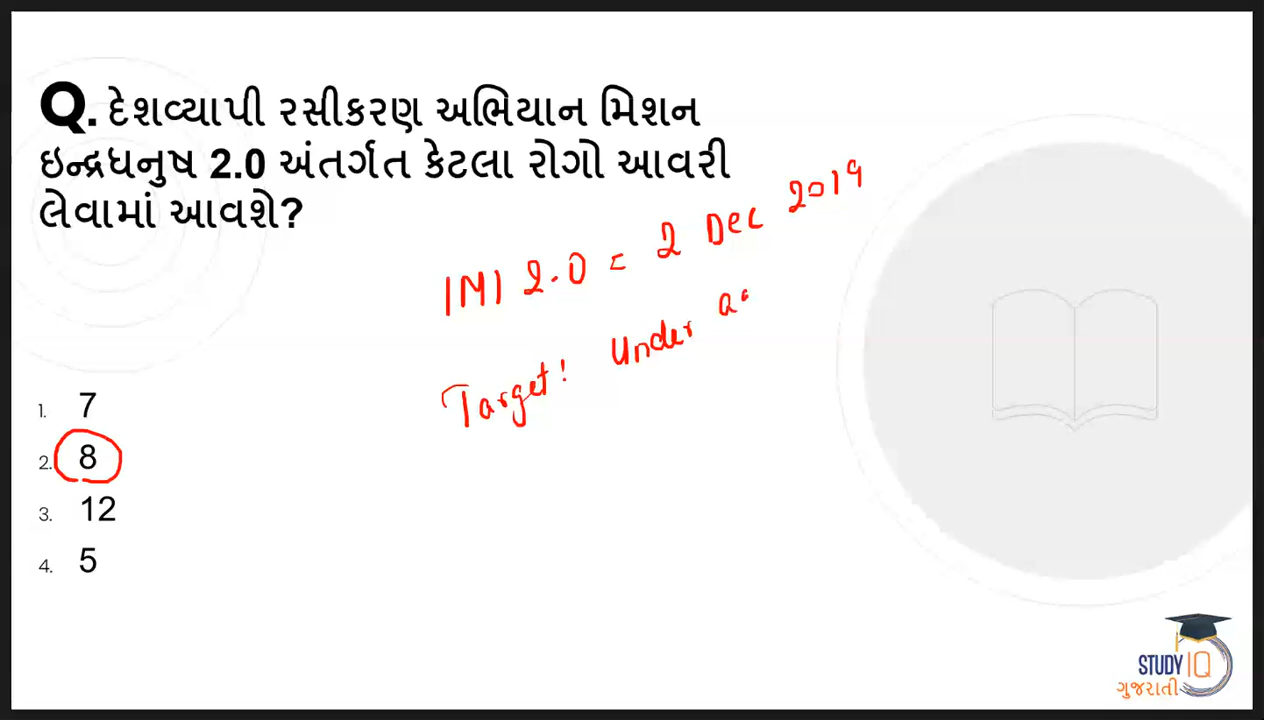 Q. દેશવ્યાપી રસીકરણ અભિયાન મિશન
ઇન્દ્રધનુષ 2.0 અંતર્ગત કેટલા રોગો આવરી
લેવામાં આવશે?
IMI 2.0 = 2 Dec 2019
Target: Under
1. 7
2. 8
3. 12
4. 5
STUDY IQ
ગુજરાતી